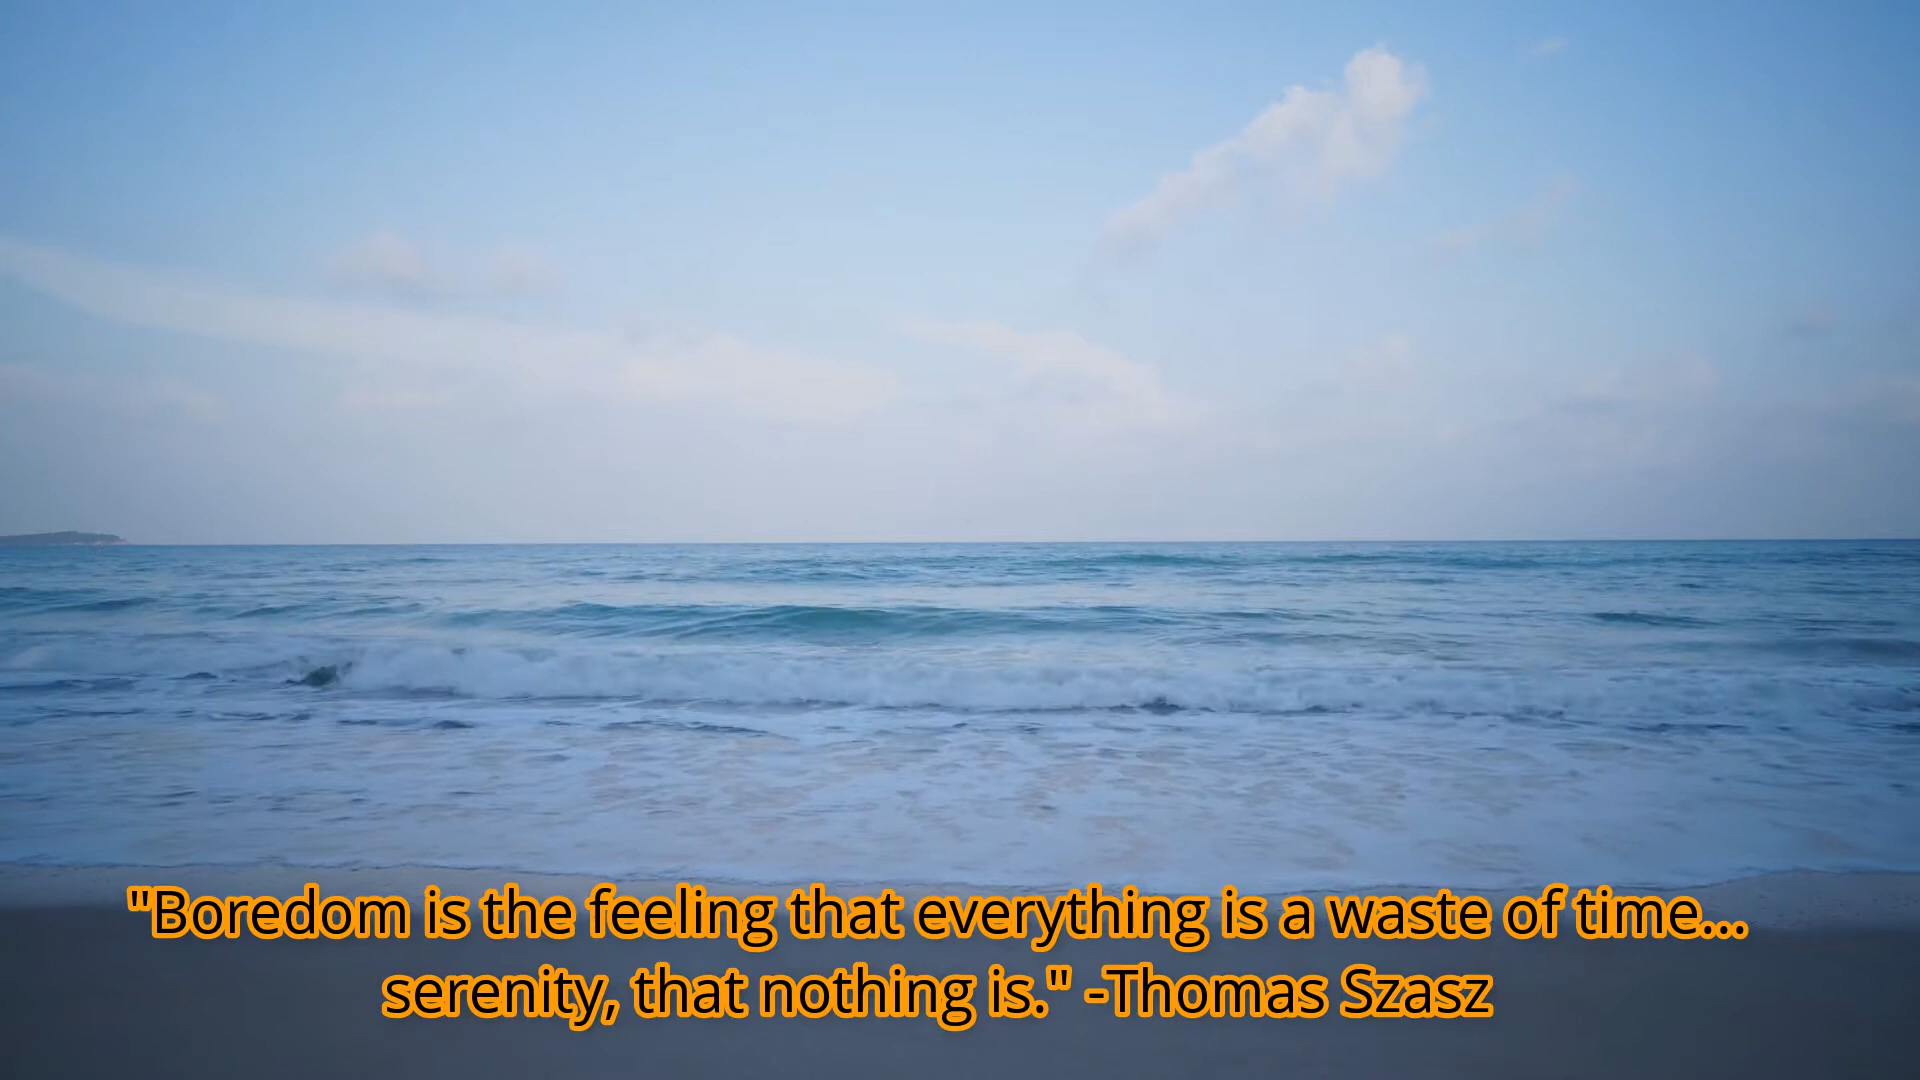 "Boredom is the feeling that everything is a waste of time...
serenity, that nothing is." -Thomas Szasz